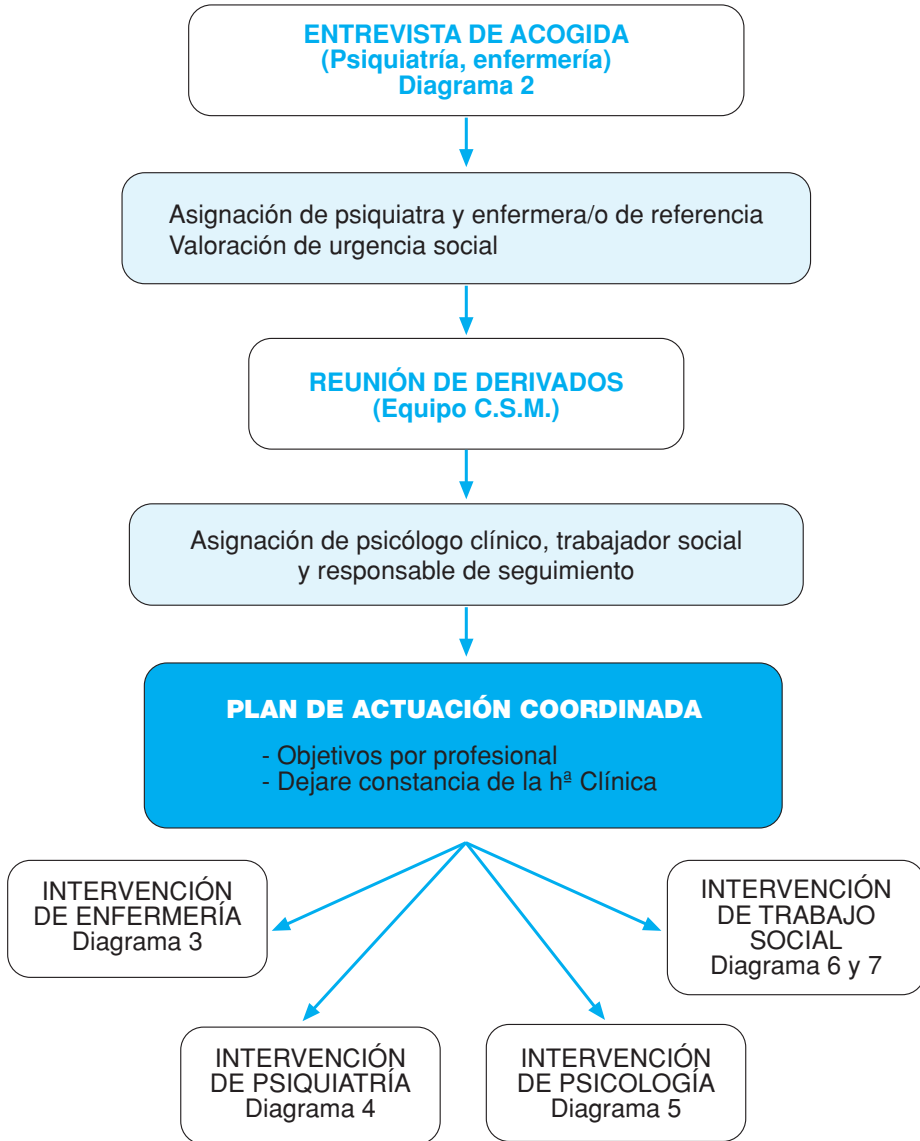 ENTREVISTA DE ACOGIDA
(Psiquiatría, enfermería)
Diagrama 2
Asignación de psiquiatra y enfermera/o de referencia
Valoración de urgencia social
REUNIÓN DE DERIVADOS
(Equipo C.S.M.)
Asignación de psicólogo clínico, trabajador social
y responsable de seguimiento
PLAN DE ACTUACIÓN COORDINADA
- Objetivos por profesional
- Dejare constancia de la hª Clínica
INTERVENCIÓN
DE ENFERMERÍA
Diagrama 3
INTERVENCIÓN
DE PSIQUIATRÍA
Diagrama 4
INTERVENCIÓN
DE PSICOLOGÍA
Diagrama 5
INTERVENCIÓN
DE TRABAJO
SOCIAL
Diagrama 6 y 7